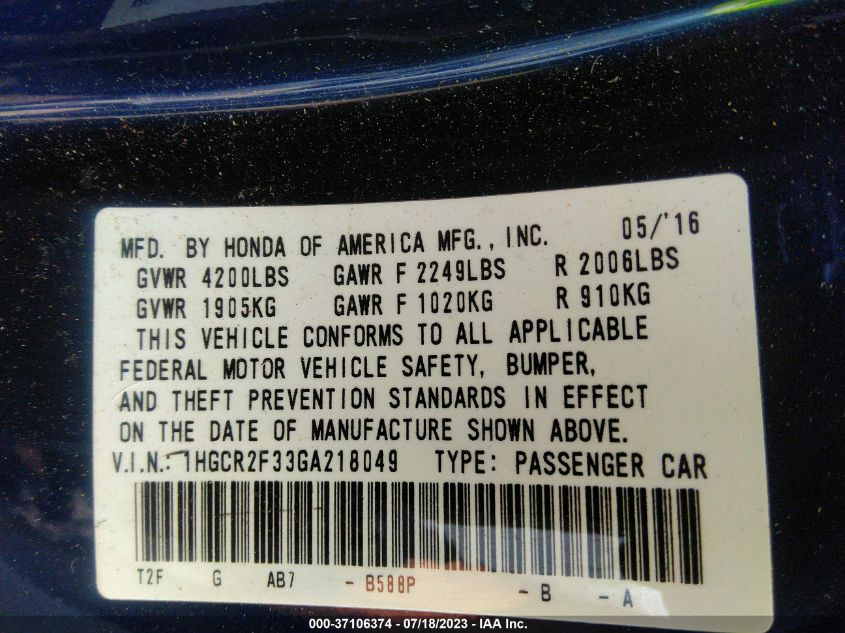 MFD. BY HONDA OF AMERICA MFG., INC. 05/'16
GVWR 4200LBS GAWR F 2249LBS R 2006LBS
GVWR 1905KG GAWR F 1020KG R 910KG
THIS VEHICLE CONFORMS TO ALL APPLICABLE
FEDERAL MOTOR VEHICLE SAFETY, BUMPER,
AND THEFT PREVENTION STANDARDS IN EFFECT
ON THE DATE OF MANUFACTURE SHOWN ABOVE.
V.I.N.: 1HGCR2F33GA218049 TYPE: PASSENGER CAR
T2F G AB7 - B588P - B - A
000-37106374 / 07/18/2023 - IAA Inc.